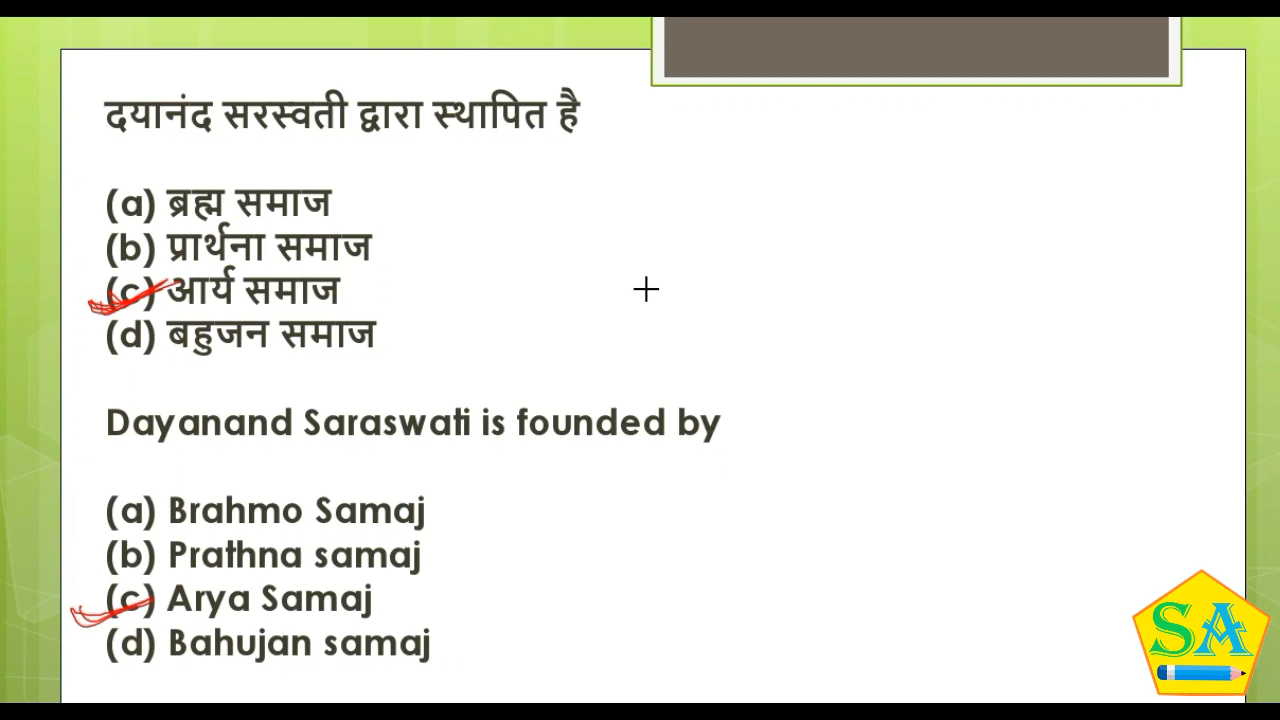 दयानंद सरस्वती द्वारा स्थापित है
(a) ब्रह्म समाज
(b) प्रार्थना समाज
(c) आर्य समाज
(d) बहुजन समाज
Dayanand Saraswati is founded by
(a) Brahmo Samaj
(b) Prathna samaj
(c) Arya Samaj
(d) Bahujan samaj
SA